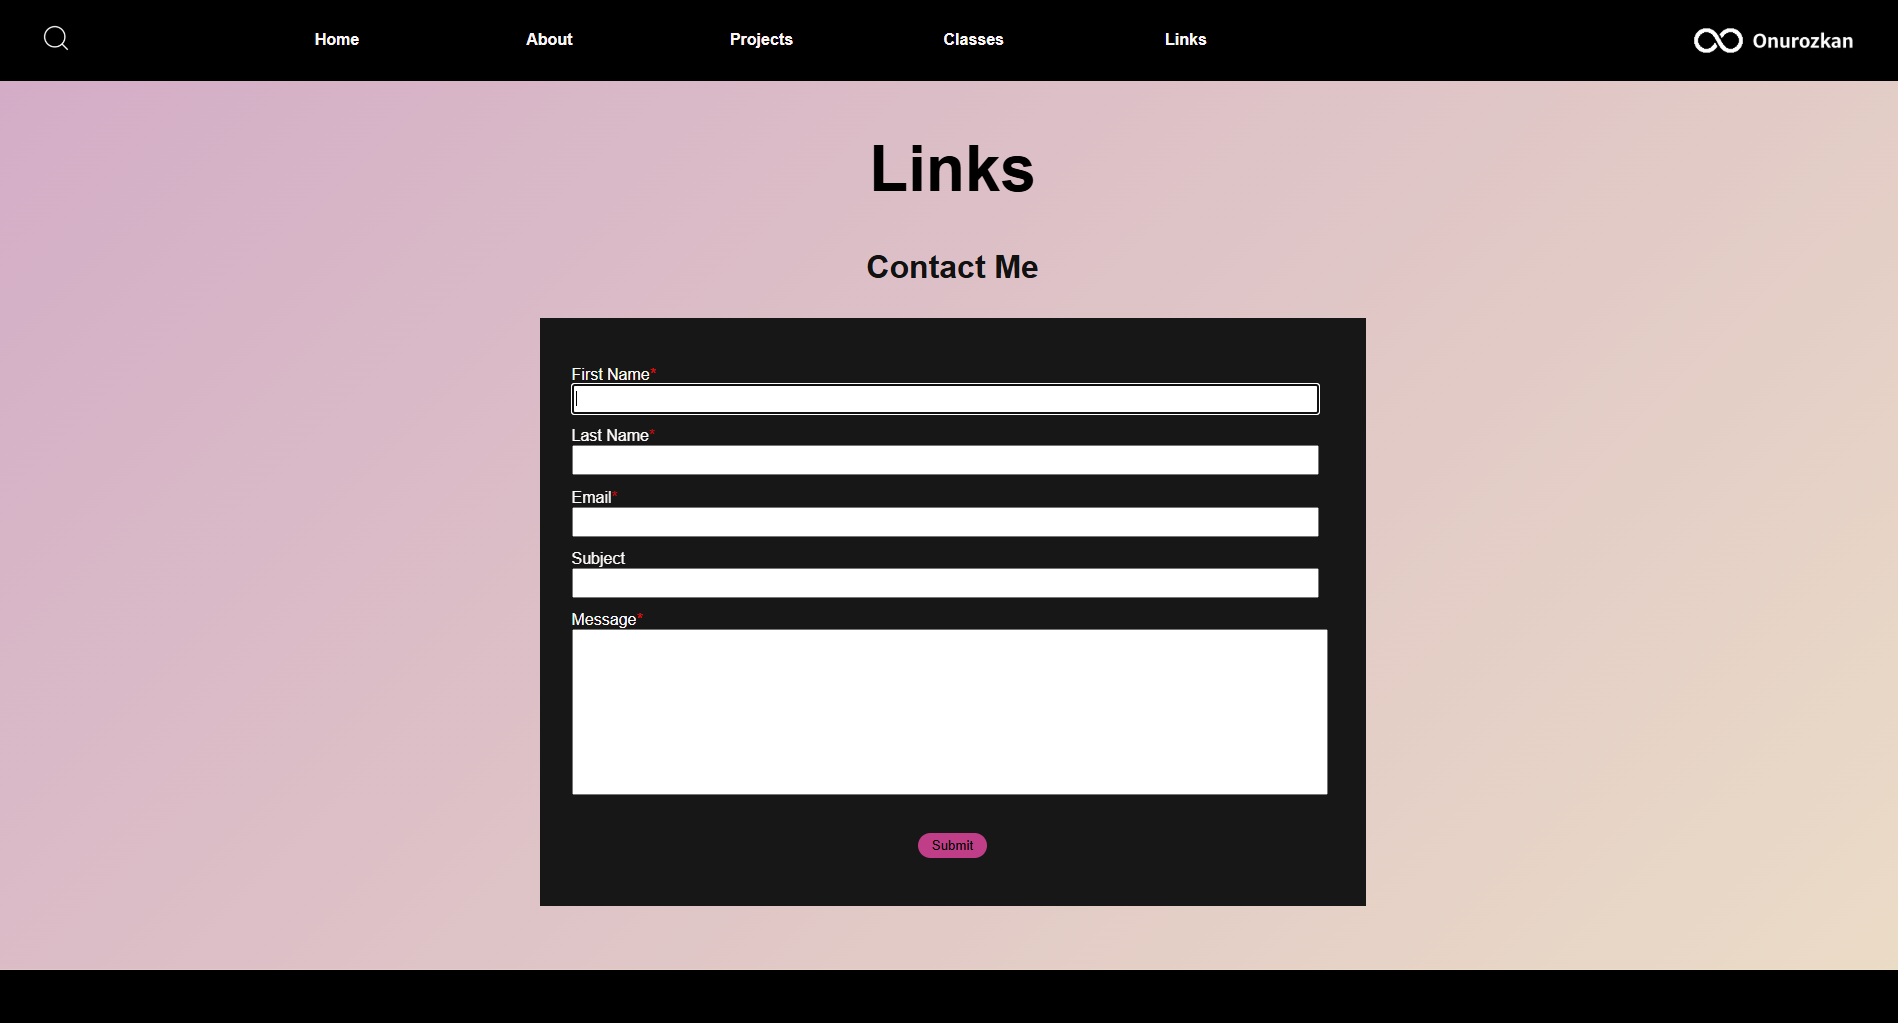 Home About Projects Classes Links Onurozkan
Links
Contact Me
First Name*
Last Name*
Email*
Subject
Message*
Submit